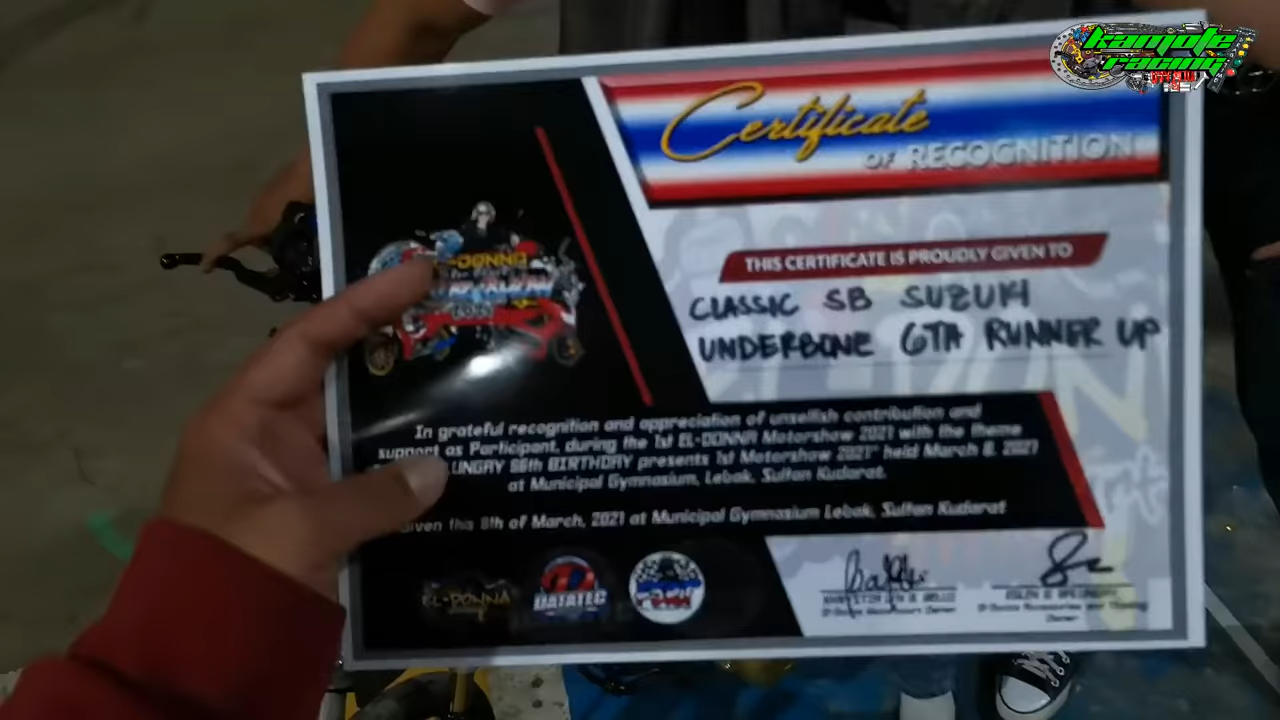 Kamote
racing
Certificate
OF RECOGNITION
THIS CERTIFICATE IS PROUDLY GIVEN TO
CLASSIC SB SUZUKI
UNDERBONE 6TH RUNNER UP
In grateful recognition and appreciation of unselfish contribution and
support as Participant, during the 1st EL-DONNA Motorshow 2021 with the theme
BIRTHDAY presents 1st Motorshow 2021" held March 8, 2021
at Municipal Gymnasium, Lebak, Sultan Kudarat.
Given this 8th of March, 2021 at Municipal Gymnasium Lebak, Sultan Kudarat
EL-DONNA
DATATEC
Owner